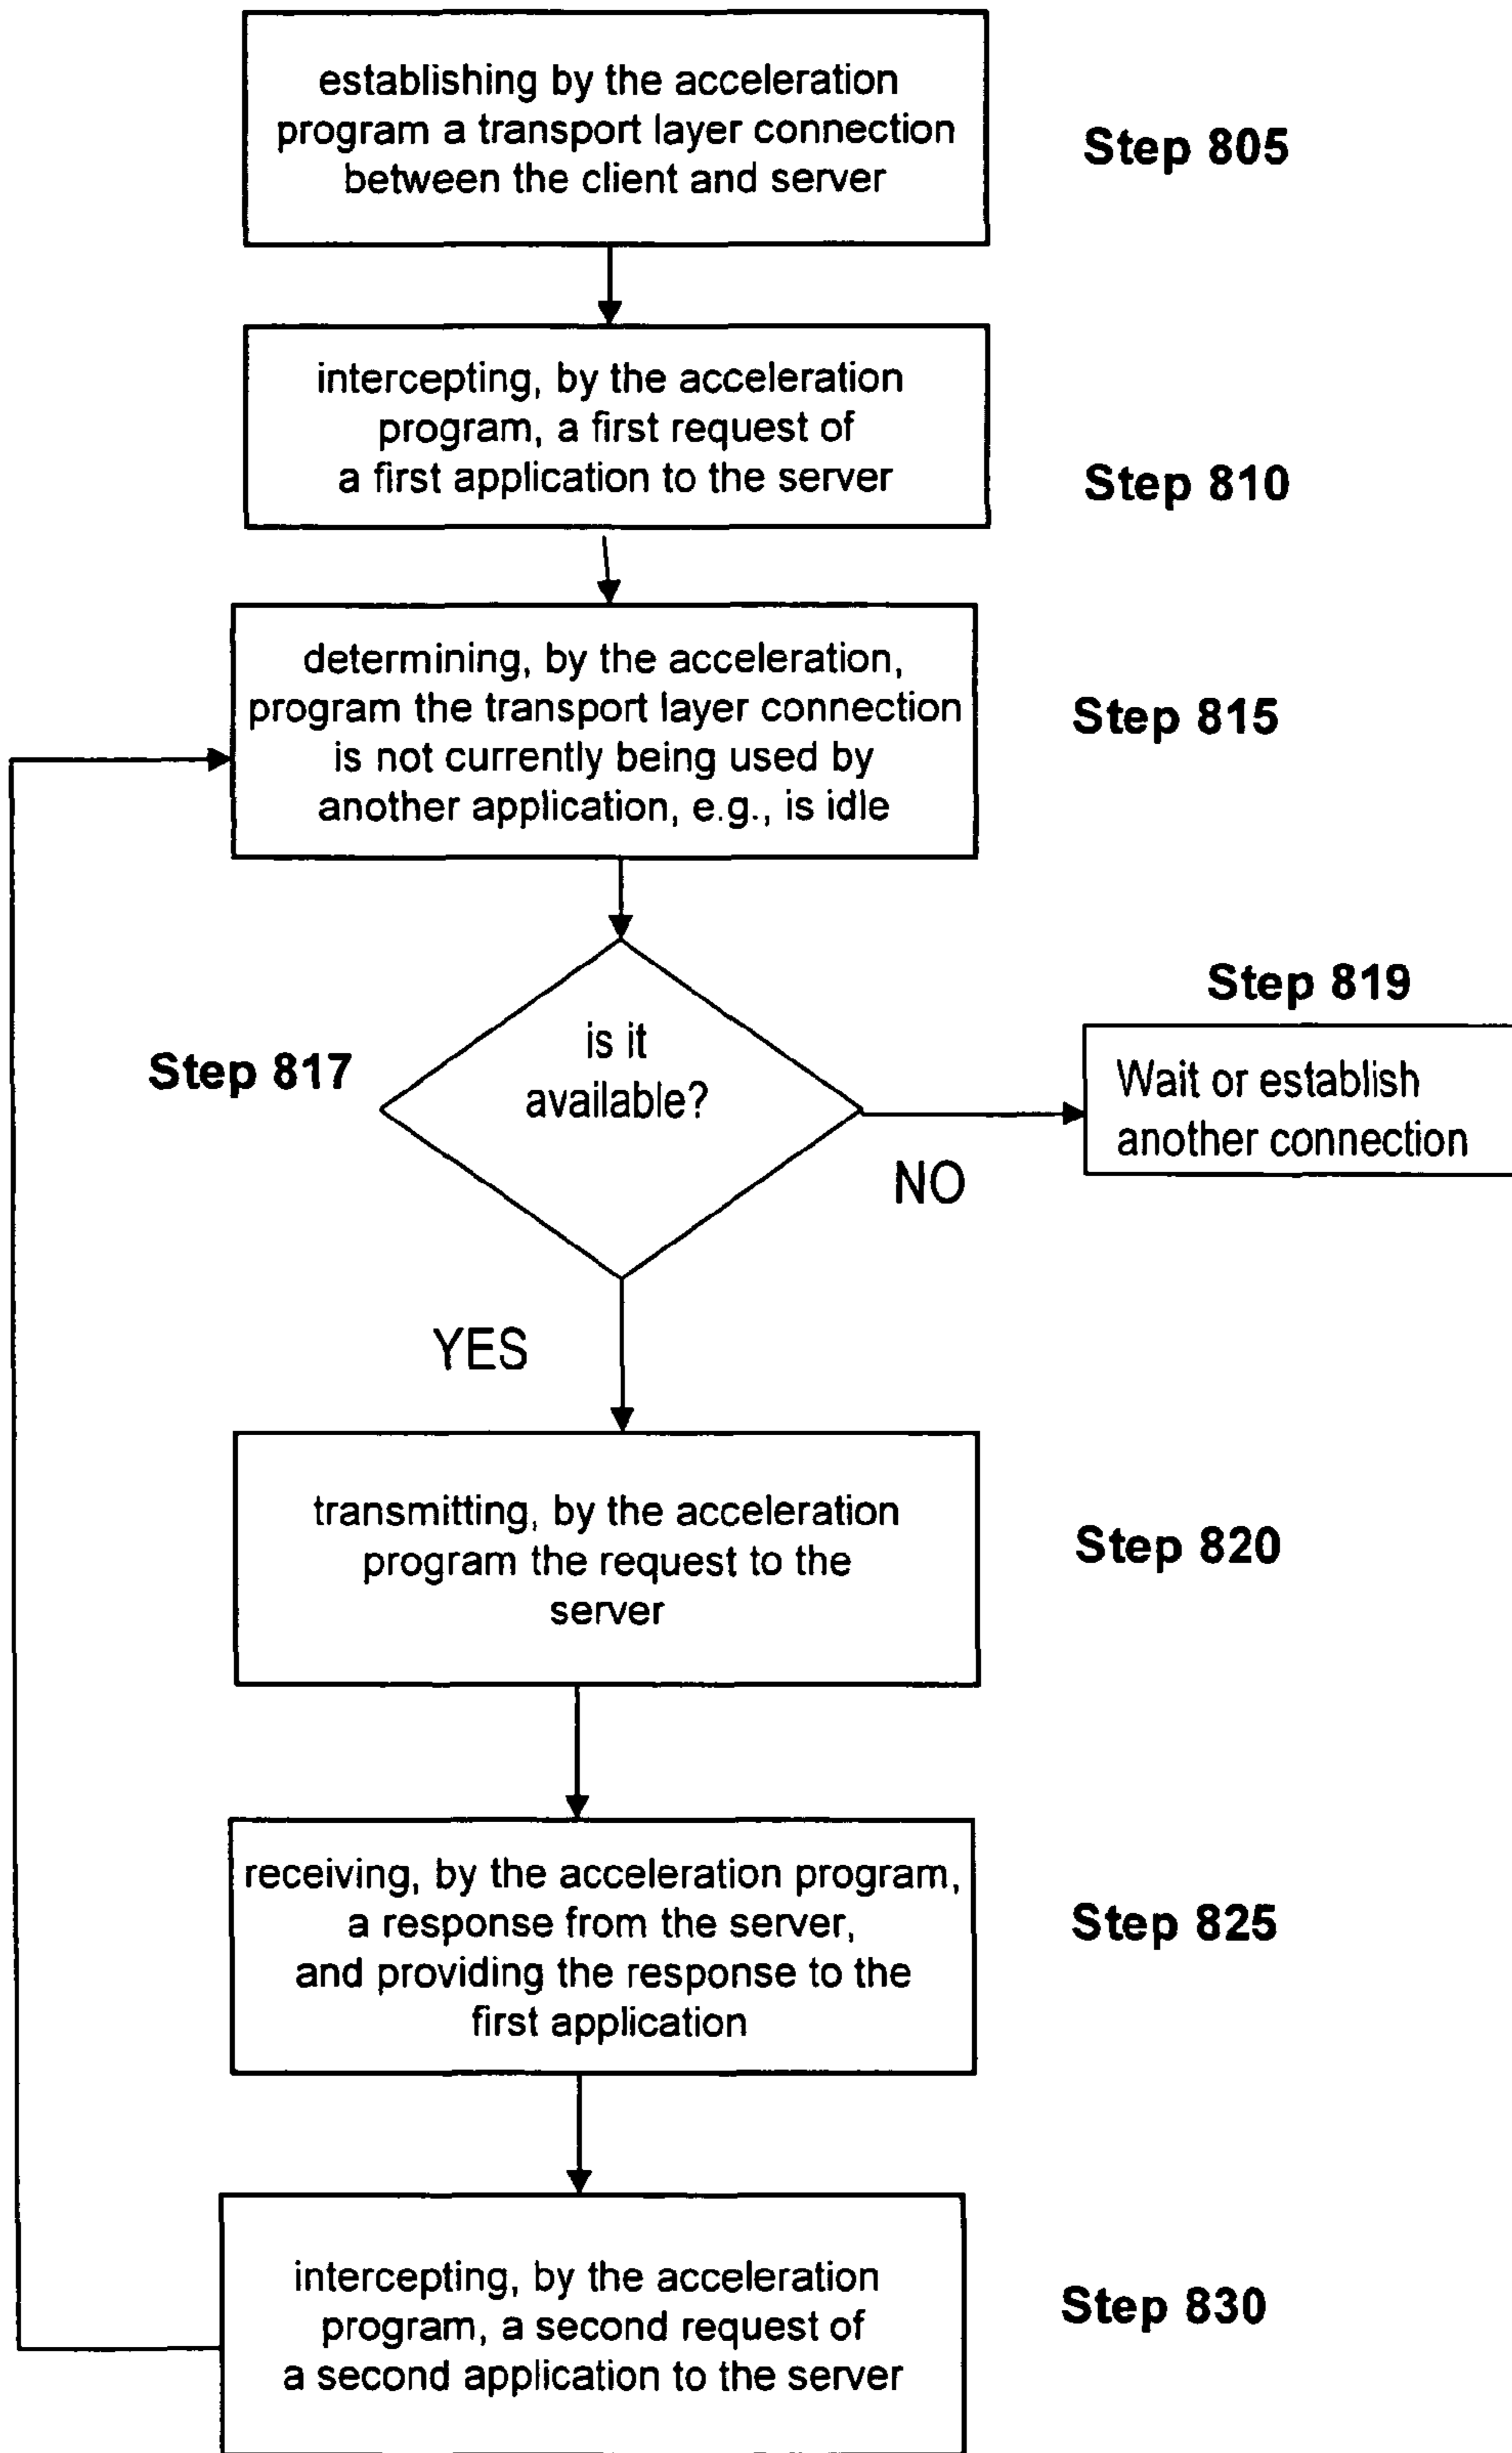 establishing by the acceleration
program a transport layer connection
between the client and server
Step 805
intercepting, by the acceleration
program, a first request of
a first application to the server
Step 810
determining, by the acceleration,
program the transport layer connection
is not currently being used by
another application, e.g., is idle
Step 815
Step 817
is it
available?
NO
Step 819
Wait or establish
another connection
YES
transmitting, by the acceleration
program the request to the
server
Step 820
receiving, by the acceleration program,
a response from the server,
and providing the response to the
first application
Step 825
intercepting, by the acceleration
program, a second request of
a second application to the server
Step 830